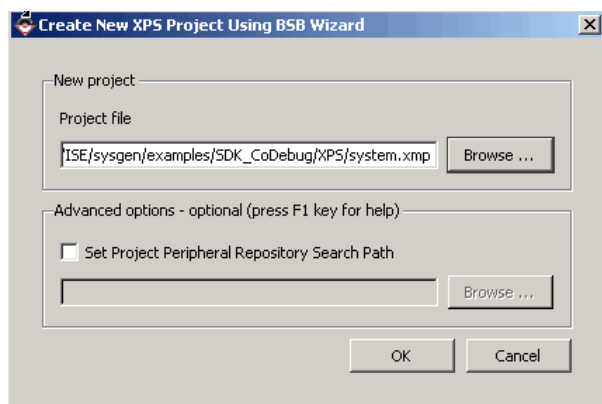 Create New XPS Project Using BSB Wizard
New project
Project file
/ISE/sysgen/examples/SDK_CoDebug/XPS/system.xmp
Browse ...
Advanced options - optional (press F1 key for help)
Set Project Peripheral Repository Search Path
Browse ...
OK
Cancel